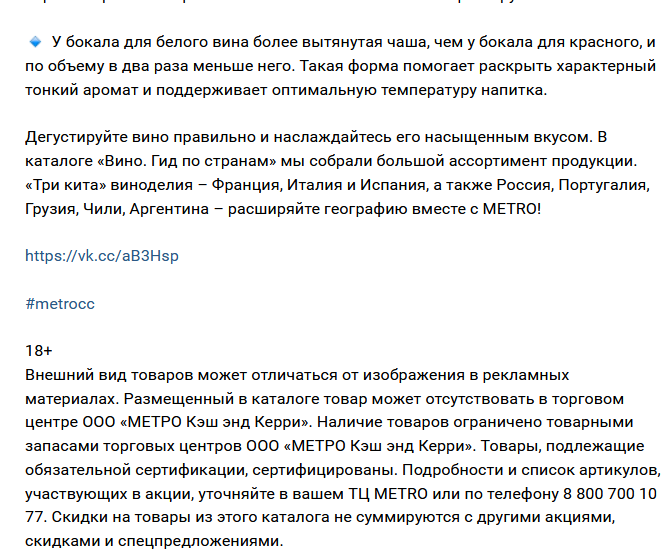 У бокала для белого вина более вытянутая чаша, чем у бокала для красного, и
по объему в два раза меньше него. Такая форма помогает раскрыть характерный
тонкий аромат и поддерживает оптимальную температуру напитка.
Дегустируйте вино правильно и наслаждайтесь его насыщенным вкусом. В
каталоге «Вино. Гид по странам» мы собрали большой ассортимент продукции.
«Три кита» виноделия – Франция, Италия и Испания, а также Россия, Португалия,
Грузия, Чили, Аргентина – расширяйте географию вместе с METRO!
https://vk.cc/aB3Hsp
#metrocc
18+
Внешний вид товаров может отличаться от изображения в рекламных
материалах. Размещенный в каталоге товар может отсутствовать в торговом
центре ООО «МЕТРО Кэш энд Керри». Наличие товаров ограничено товарными
запасами торговых центров ООО «МЕТРО Кэш энд Керри». Товары, подлежащие
обязательной сертификации, сертифицированы. Подробности и список артикулов,
участвующих в акции, уточняйте в вашем ТЦ METRO или по телефону 8 800 700 10
77. Скидки на товары из этого каталога не суммируются с другими акциями,
скидками и спецпредложениями.